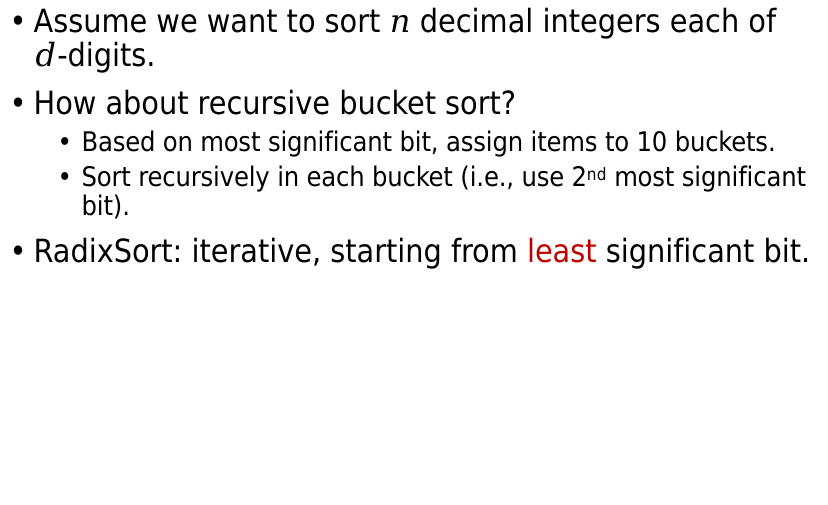 • Assume we want to sort n decimal integers each of
d-digits.
• How about recursive bucket sort?
• Based on most significant bit, assign items to 10 buckets.
• Sort recursively in each bucket (i.e., use 2nd most significant
bit).
• RadixSort: iterative, starting from least significant bit.